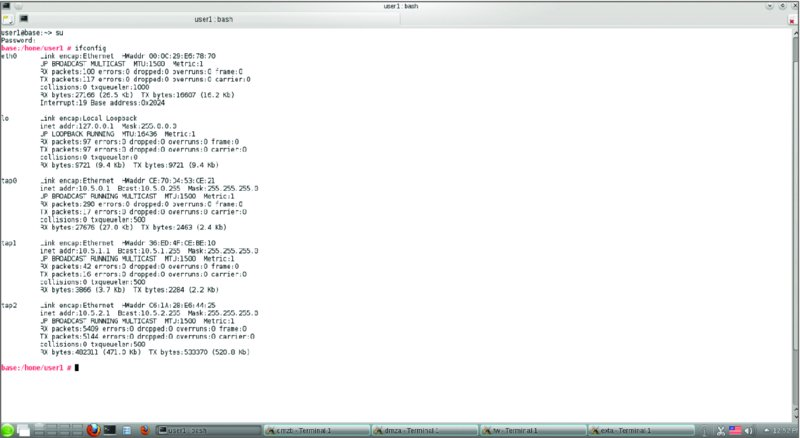 user1 : bash
user1 : bash
user1@base:~> su
Password:
base:/home/user1 # ifconfig
eth0 Link encap:Ethernet HWaddr 00:0C:29:E6:78:70
UP BROADCAST MULTICAST MTU:1500 Metric:1
RX packets:100 errors:0 dropped:0 overruns:0 frame:0
TX packets:117 errors:0 dropped:0 overruns:0 carrier:0
collisions:0 txqueuelen:1000
RX bytes:27166 (26.5 Kb) TX bytes:16607 (16.2 Kb)
Interrupt:19 Base address:0x2024
lo Link encap:Local Loopback
inet addr:127.0.0.1 Mask:255.0.0.0
UP LOOPBACK RUNNING MTU:16436 Metric:1
RX packets:97 errors:0 dropped:0 overruns:0 frame:0
TX packets:97 errors:0 dropped:0 overruns:0 carrier:0
collisions:0 txqueuelen:0
RX bytes:9721 (9.4 Kb) TX bytes:9721 (9.4 Kb)
tap0 Link encap:Ethernet HWaddr CE:70:D4:53:CE:21
inet addr:10.5.0.1 Bcast:10.5.0.255 Mask:255.255.255.0
UP BROADCAST RUNNING MULTICAST MTU:1500 Metric:1
RX packets:298 errors:0 dropped:0 overruns:0 frame:0
TX packets:17 errors:0 dropped:0 overruns:0 carrier:0
collisions:0 txqueuelen:500
RX bytes:27676 (27.0 Kb) TX bytes:2463 (2.4 Kb)
tap1 Link encap:Ethernet HWaddr 36:ED:4F:CE:BE:10
inet addr:10.5.1.1 Bcast:10.5.1.255 Mask:255.255.255.0
UP BROADCAST RUNNING MULTICAST MTU:1500 Metric:1
RX packets:42 errors:0 dropped:0 overruns:0 frame:0
TX packets:16 errors:0 dropped:0 overruns:0 carrier:0
collisions:0 txqueuelen:500
RX bytes:3866 (3.7 Kb) TX bytes:2284 (2.2 Kb)
tap2 Link encap:Ethernet HWaddr C6:1A:28:E6:44:25
inet addr:10.5.2.1 Bcast:10.5.2.255 Mask:255.255.255.0
UP BROADCAST RUNNING MULTICAST MTU:1500 Metric:1
RX packets:5409 errors:0 dropped:0 overruns:0 frame:0
TX packets:5144 errors:0 dropped:0 overruns:0 carrier:0
collisions:0 txqueuelen:500
RX bytes:482311 (471.0 Kb) TX bytes:533370 (520.8 Kb)
base:/home/user1 #
user1 : bash
dmzb - Terminal 1
dmza - Terminal 1
fw - Terminal 1
exta - Terminal 1
12:52 PM